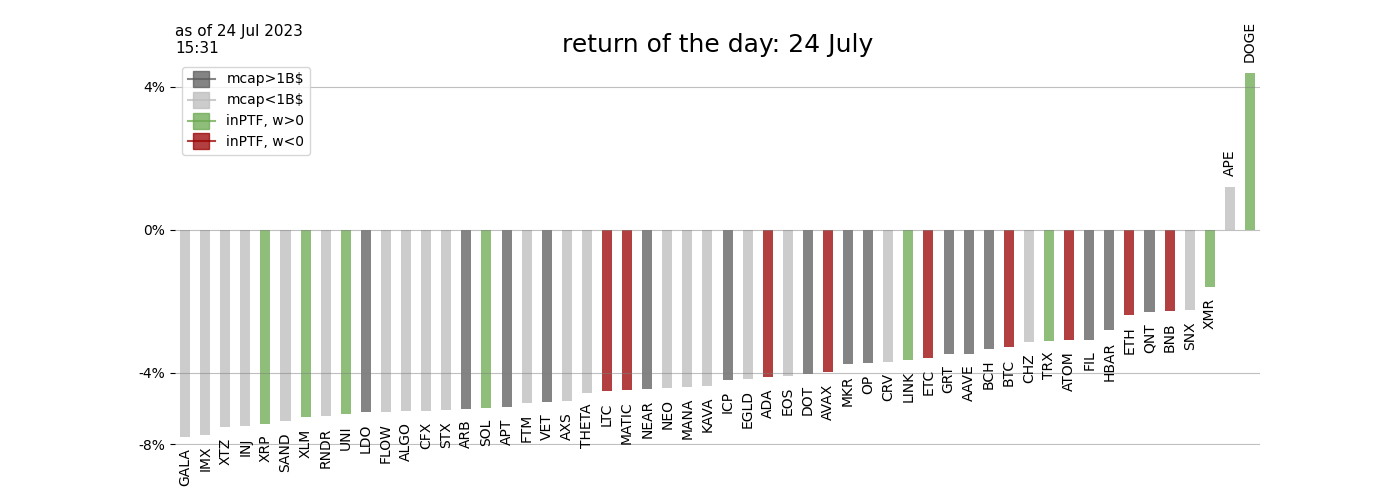 as of 24 Jul 2023
15:31
return of the day: 24 July
mcap>1B$
mcap<1B$
inPTF, w>0
inPTF, w<0
4%
0%
-4%
-8%
GALA
IMX
XTZ
INJ
XRP
SAND
XLM
RNDR
UNI
LDO
FLOW
ALGO
CFX
STX
ARB
SOL
APT
FTM
VET
AXS
THETA
LTC
MATIC
NEAR
NEO
MANA
KAVA
ICP
EGLD
ADA
EOS
DOT
AVAX
MKR
OP
CRV
LINK
ETC
GRT
AAVE
BCH
BTC
CHZ
TRX
ATOM
FIL
HBAR
ETH
QNT
BNB
SNX
XMR
APE
DOGE